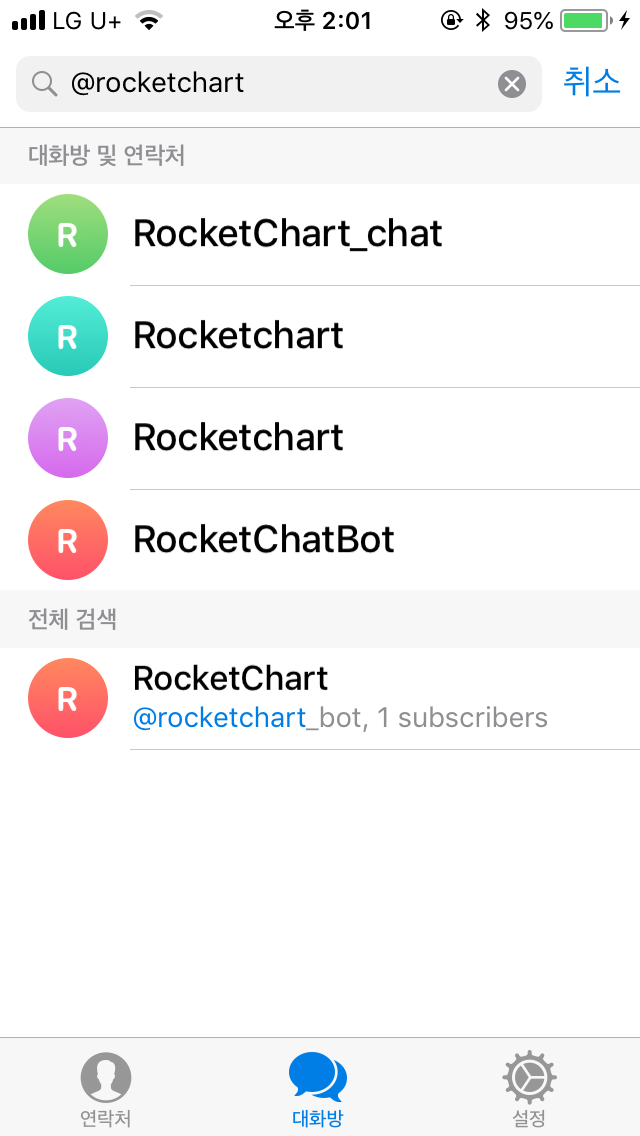 LG U+ 오후 2:01 95%
@rocketchart 취소
대화방 및 연락처
R RocketChart_chat
R Rocketchart
R Rocketchart
R RocketChatBot
전체 검색
R RocketChart
@rocketchart_bot, 1 subscribers
연락처 대화방 설정